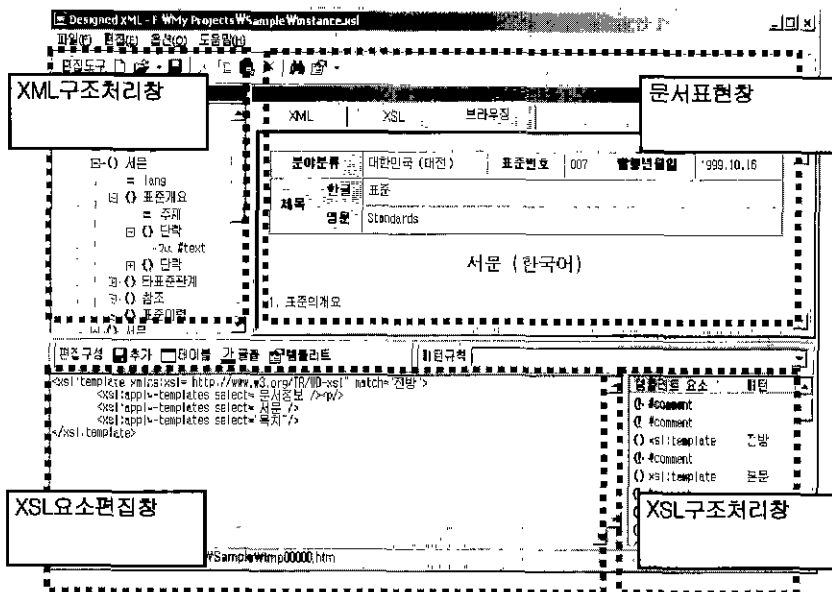 Designed XML - F:₩My Projects₩Sample₩instance.xsl
파일(F) 편집(E) 옵션(O) 도움말(H)
편집도구
XML구조처리창
문서표현창
XML XSL 브라우징
서문
= lang
표준개요
= 주제
단락
#text
단락
타표준관계
참조
표준이력
서문
분야분류 대한민국 (대전) 표준번호 007 발행년월일 1999.10.16
제목 한글 표준
영문 Standards
서문 (한국어)
1. 표준의개요
편집구성 추가 테이블 가 글꼴 템플리트 패턴규칙
<xsl:template xmlns:xsl="http://www.w3.org/TR/WD-xsl" match="전방">
<xsl:apply-templates select="문서정보"/><p/>
<xsl:apply-templates select="서문"/>
<xsl:apply-templates select="목차"/>
</xsl:template>
템플리트 요소 패턴
#comment
#comment
xsl:template 전방
#comment
xsl:template 본문
XSL요소편집창
XSL구조처리창
₩Sample₩tmp00000.htm